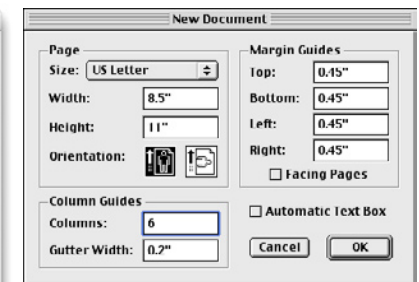 New Document
Page
Size: US Letter
Width: 8.5"
Height: 11"
Orientation:
Column Guides
Columns: 6
Gutter Width: 0.2"
Margin Guides
Top: 0.45"
Bottom: 0.45"
Left: 0.45"
Right: 0.45"
Facing Pages
Automatic Text Box
Cancel
OK